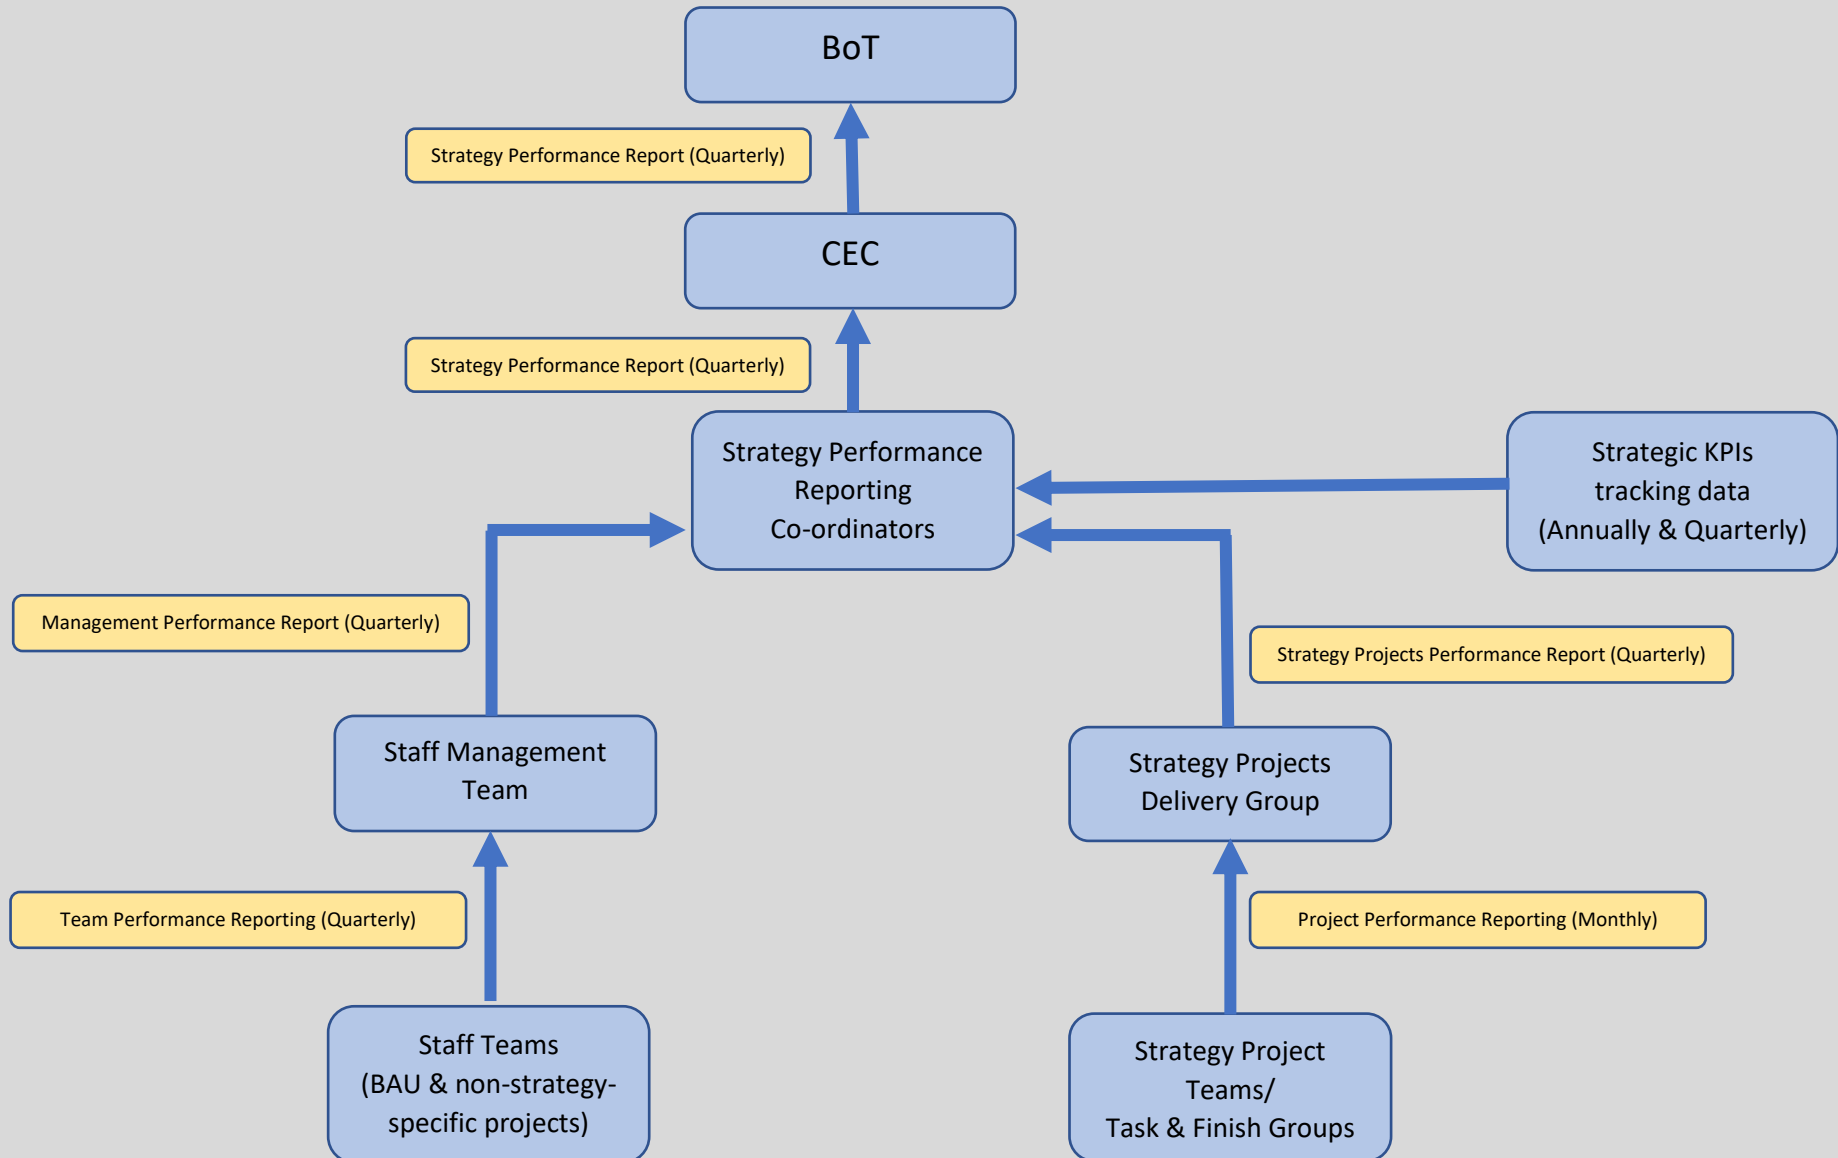 BoT
Strategy Performance Report (Quarterly)
CEC
Strategy Performance Report (Quarterly)
Strategy Performance
Reporting
Co-ordinators
Strategic KPIs
tracking data
(Annually & Quarterly)
Management Performance Report (Quarterly)
Strategy Projects Performance Report (Quarterly)
Staff Management
Team
Strategy Projects
Delivery Group
Team Performance Reporting (Quarterly)
Project Performance Reporting (Monthly)
Staff Teams
(BAU & non-strategy-
specific projects)
Strategy Project
Teams/
Task & Finish Groups